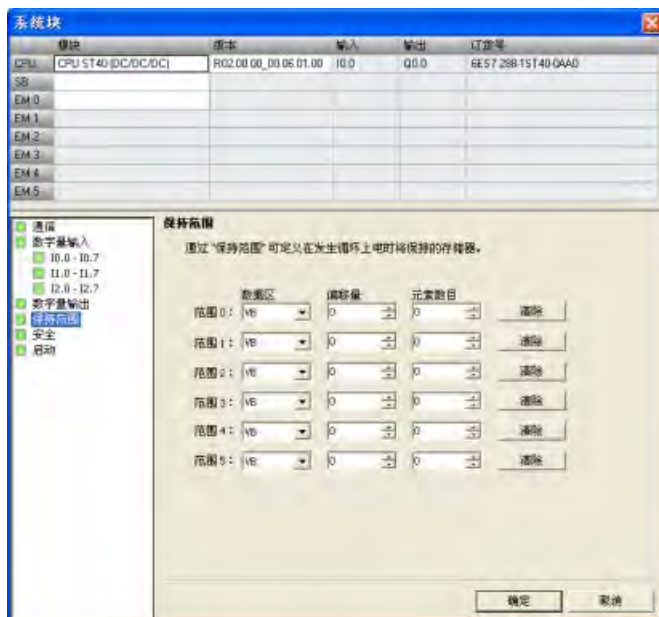 系统块
模块 版本 输入 输出 订货号
CPU CPU ST40 (DC/DC/DC) R02.00.00_00.06.01.00 I0.0 Q0.0 6ES7 288-1ST40-0AA0
SB
EM 0
EM 1
EM 2
EM 3
EM 4
EM 5
通信
数字量输入
I0.0 - I0.7
I1.0 - I1.7
I2.0 - I2.7
数字量输出
保持范围
安全
启动
保持范围
通过 "保持范围" 可定义在发生循环上电时将保持的存储器。
数据区 偏移量 元素数目
范围 0: VB 0 0 清除
范围 1: VB 0 0 清除
范围 2: VB 0 0 清除
范围 3: VB 0 0 清除
范围 4: VB 0 0 清除
范围 5: VB 0 0 清除
确定 取消